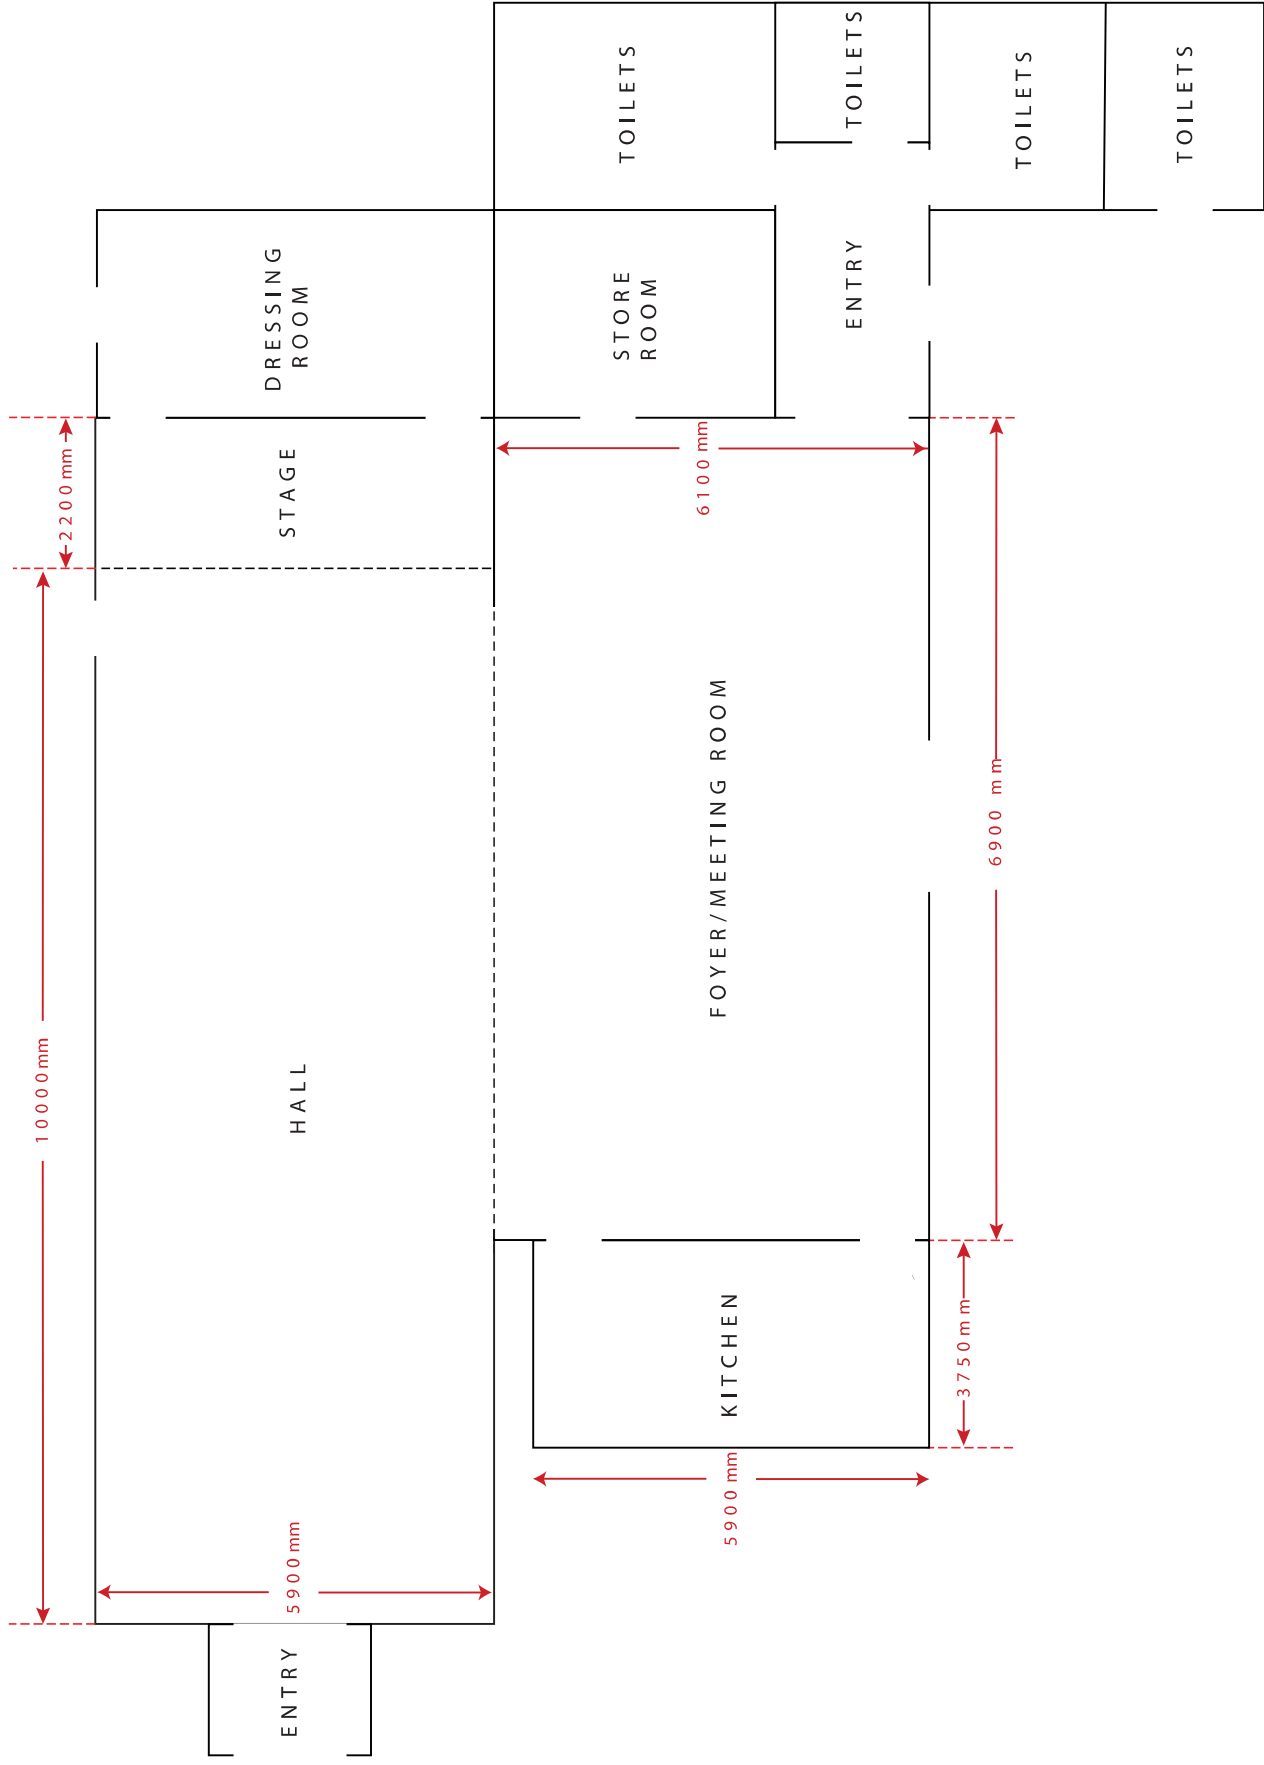 TOILETS
TOILETS
TOILETS
TOILETS
DRESSING
ROOM
STORE
ROOM
ENTRY
2200mm
STAGE
6100mm
10000mm
HALL
FOYER/MEETING ROOM
6900 mm
KITCHEN
3750mm
5900mm
5900mm
ENTRY